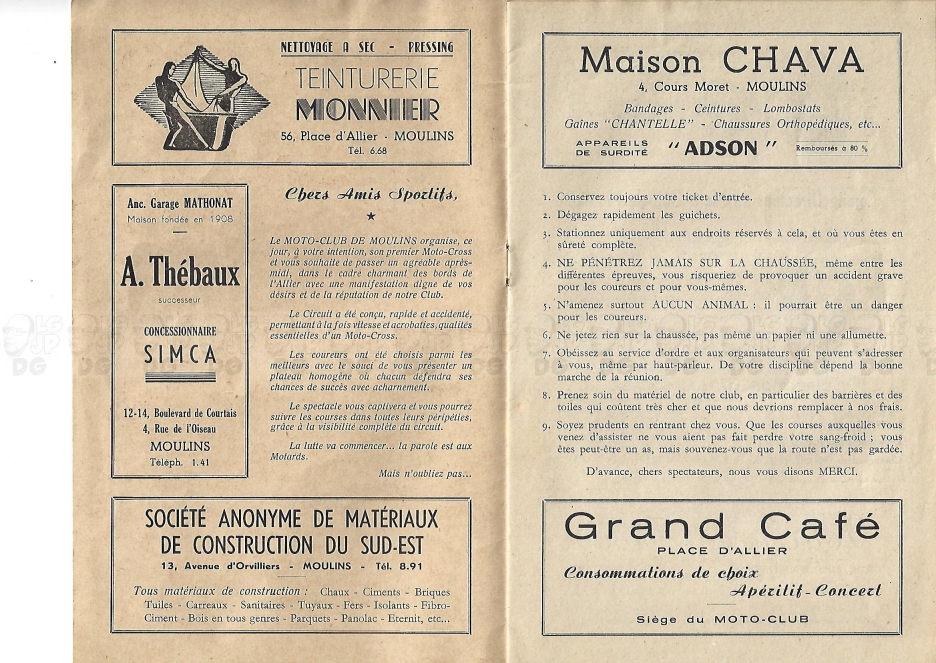 NETTOYAGE A SEC - PRESSING
TEINTURERIE
MONNIER
56, Place d'Allier - MOULINS
Tél. 6.68
Anc. Garage MATHONAT
Maison fondée en 1908
A. Thébaux
successeur
CONCESSIONNAIRE
SIMCA
12-14, Boulevard de Courtais
4, Rue de l'Oiseau
MOULINS
Téléph. 1.41
Chers Amis Sportifs,
Le MOTO-CLUB DE MOULINS organise, ce
jour, à votre intention, son premier Moto-Cross
et vous souhaite de passer un agréable après-
midi, dans le cadre charmant des bords de
l'Allier avec une manifestation digne de vos
désirs et de la réputation de notre Club.
Le Circuit a été conçu, rapide et accidenté,
permettant à la fois vitesse et acrobaties, qualités
essentielles d'un Moto-Cross.
Les coureurs ont été choisis parmi les
meilleurs avec le souci de vous présenter un
plateau homogène où chacun défendra ses
chances de succès avec acharnement.
Le spectacle vous captivera et vous pourrez
suivre les courses dans toutes leurs péripéties,
grâce à la visibilité complète du circuit.
La lutte va commencer... la parole est aux
Motards.
Mais n'oubliez pas...
SOCIÉTÉ ANONYME DE MATÉRIAUX
DE CONSTRUCTION DU SUD-EST
13, Avenue d'Orvilliers - MOULINS - Tél. 8.91
Tous matériaux de construction : Chaux - Ciments - Briques
Tuiles - Carreaux - Sanitaires - Tuyaux - Fers - Isolants - Fibro-
Ciment - Bois en tous genres - Parquets - Panolac - Eternit, etc...
Maison CHAVA
4, Cours Moret - MOULINS
Bandages - Ceintures - Lombostats
Gaînes "CHANTELLE" - Chaussures Orthopédiques, etc...
APPAREILS
DE SURDITÉ "ADSON" Remboursés à 80 %
1. Conservez toujours votre ticket d'entrée.
2. Dégagez rapidement les guichets.
3. Stationnez uniquement aux endroits réservés à cela, et où vous êtes en
sûreté complète.
4. NE PÉNÉTREZ JAMAIS SUR LA CHAUSSÉE, même entre les
différentes épreuves, vous risqueriez de provoquer un accident grave
pour les coureurs et pour vous-mêmes.
5. N'amenez surtout AUCUN ANIMAL : il pourrait être un danger
pour les coureurs.
6. Ne jetez rien sur la chaussée, pas même un papier ni une allumette.
7. Obéissez au service d'ordre et aux organisateurs qui peuvent s'adresser
à vous, même par haut-parleur. De votre discipline dépend la bonne
marche de la réunion.
8. Prenez soin du matériel de notre club, en particulier des barrières et des
toiles qui coûtent très cher et que nous devrions remplacer à nos frais.
9. Soyez prudents en rentrant chez vous. Que les courses auxquelles vous
venez d'assister ne vous aient pas fait perdre votre sang-froid ; vous
êtes peut-être un as, mais souvenez-vous que la route n'est pas gardée.
D'avance, chers spectateurs, nous vous disons MERCI.
Grand Café
PLACE D'ALLIER
Consommations de choix
Apéritif-Concert
Siège du MOTO-CLUB